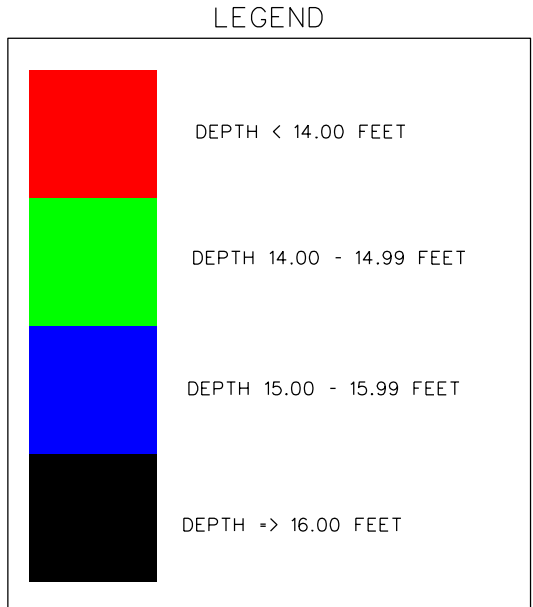 LEGEND
DEPTH < 14.00 FEET
DEPTH 14.00 - 14.99 FEET
DEPTH 15.00 - 15.99 FEET
DEPTH => 16.00 FEET